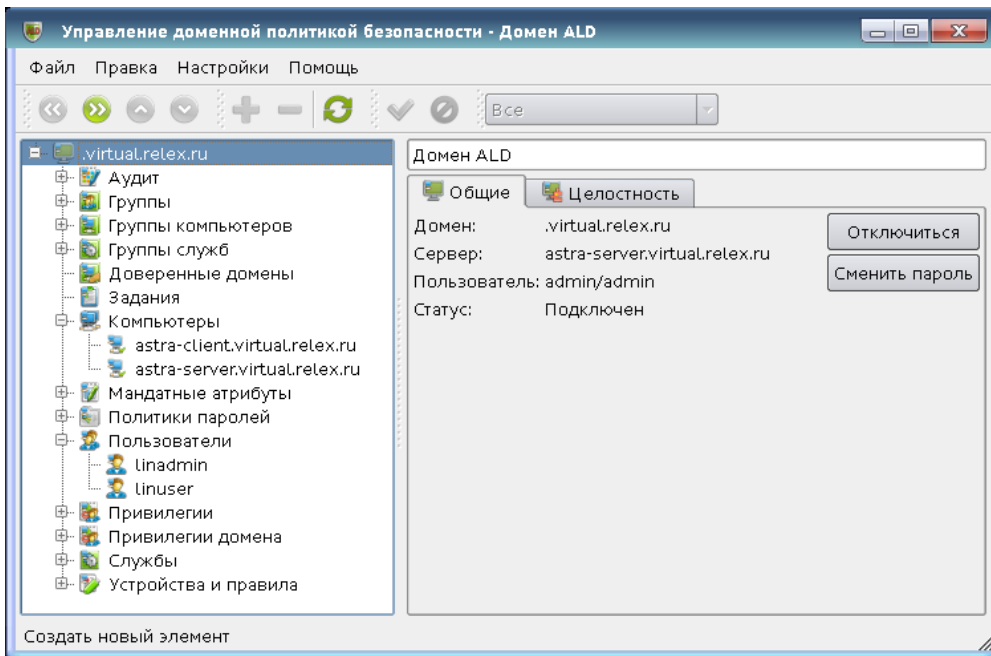 Управление доменной политикой безопасности - Домен ALD
Файл Правка Настройки Помощь
Все
.virtual.relex.ru
Аудит
Группы
Группы компьютеров
Группы служб
Доверенные домены
Задания
Компьютеры
astra-client.virtual.relex.ru
astra-server.virtual.relex.ru
Мандатные атрибуты
Политики паролей
Пользователи
linadmin
linuser
Привилегии
Привилегии домена
Службы
Устройства и правила
Домен ALD
Общие Целостность
Домен: .virtual.relex.ru
Сервер: astra-server.virtual.relex.ru
Пользователь: admin/admin
Статус: Подключен
Отключиться
Сменить пароль
Создать новый элемент